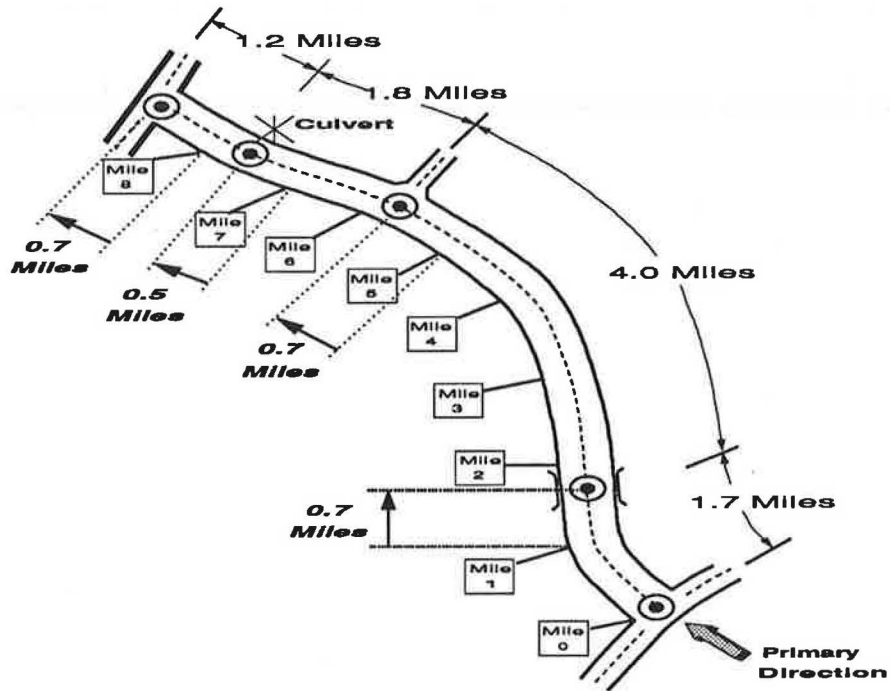 1.2 Miles
1.8 Miles
Culvert
Mile
8
Mile
7
Mile
6
Mile
5
0.7
Miles
0.5
Miles
0.7
Miles
4.0 Miles
Mile
4
Mile
3
Mile
2
0.7
Miles
1.7 Miles
Mile
1
Mile
0
Primary
Direction